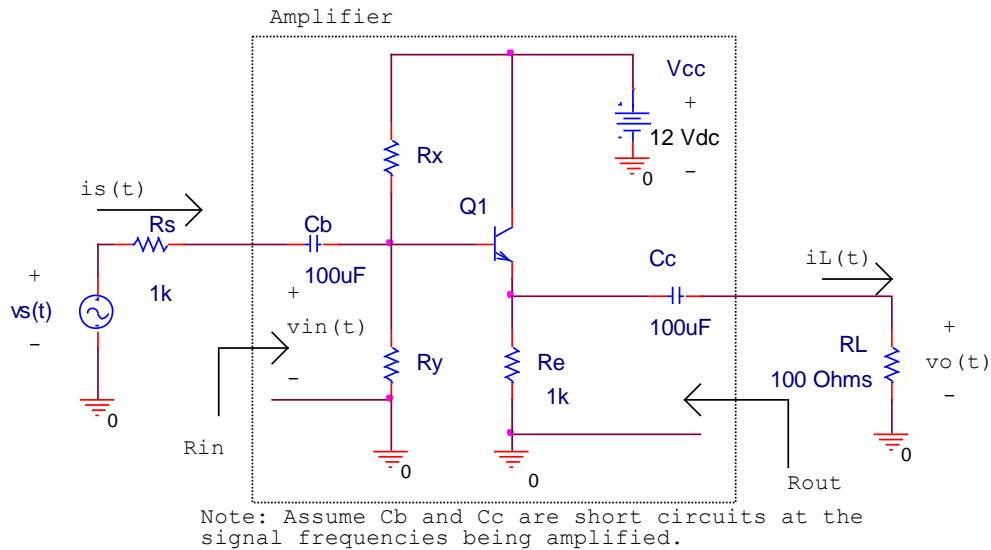 Amplifier
Vcc
+
12 Vdc
0
−
Rx
is(t)
Rs
1k
Cb
100uF
Q1
Cc
100uF
iL(t)
+
vs(t)
−
0
+
vin(t)
−
Ry
0
Re
1k
0
RL
100 Ohms
0
+
vo(t)
−
Rin
Rout
Note: Assume Cb and Cc are short circuits at the
signal frequencies being amplified.